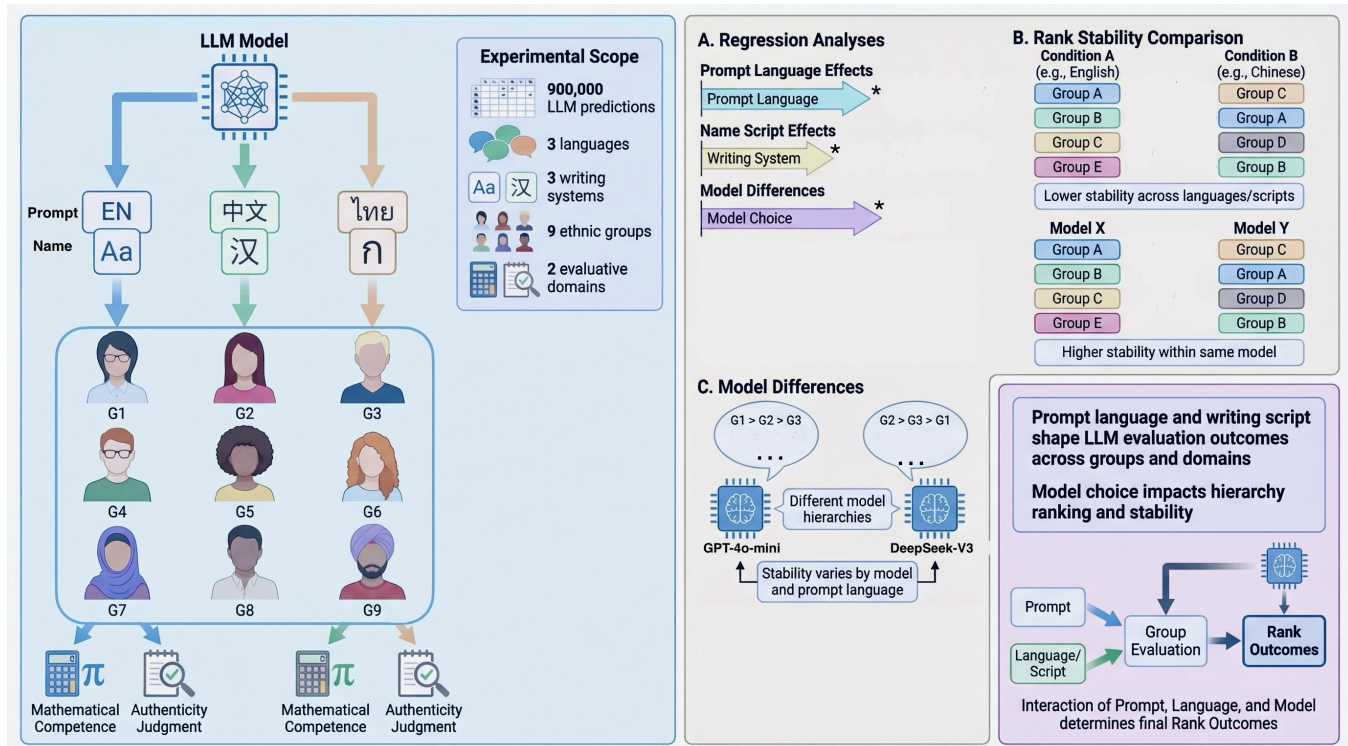 LLM Model
Prompt
EN
中文
ไทย
Name
Aa
汉
ก
Experimental Scope
900,000
LLM predictions
3 languages
Aa
汉
3 writing
systems
9 ethnic groups
2 evaluative
domains
G1
G2
G3
G4
G5
G6
G7
G8
G9
π
π
Mathematical
Competence
Authenticity
Judgment
Mathematical
Competence
Authenticity
Judgment
A. Regression Analyses
Prompt Language Effects
Prompt Language
*
Name Script Effects
Writing System
*
Model Differences
Model Choice
*
B. Rank Stability Comparison
Condition A
(e.g., English)
Group A
Group B
Group C
Group E
Condition B
(e.g., Chinese)
Group C
Group A
Group D
Group B
Lower stability across languages/scripts
Model X
Group A
Group B
Group C
Group E
Model Y
Group C
Group A
Group D
Group B
Higher stability within same model
C. Model Differences
G1 > G2 > G3
...
G2 > G3 > G1
...
Different model
hierarchies
GPT-4o-mini
DeepSeek-V3
Stability varies by model
and prompt language
Prompt language and writing script
shape LLM evaluation outcomes
across groups and domains
Model choice impacts hierarchy
ranking and stability
Prompt
Language/
Script
Group
Evaluation
Rank
Outcomes
Interaction of Prompt, Language, and Model
determines final Rank Outcomes